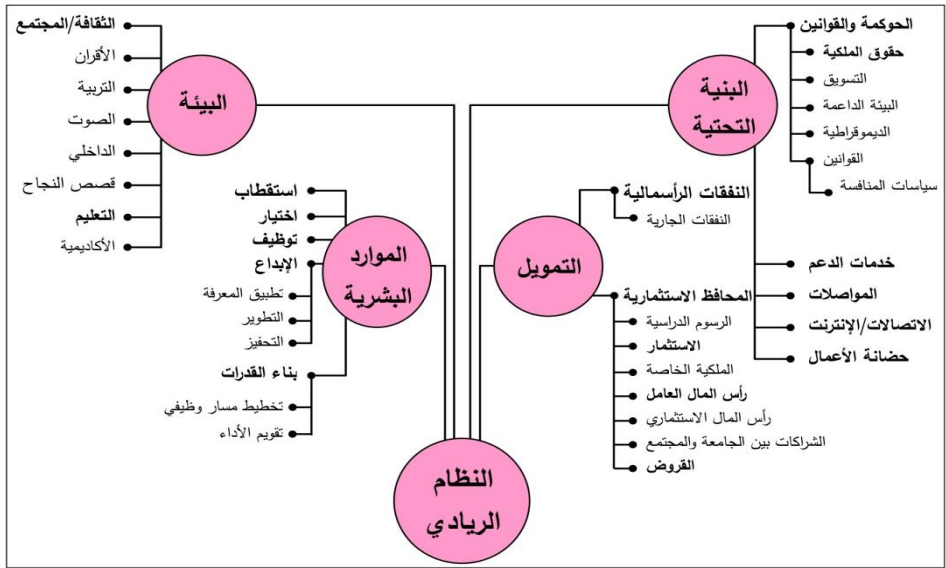 الحوكمة والقوانين
حقوق الملكية
التسويق
البيئة الداعمة
الديموقراطية
القوانين
سياسات المنافسة
البنية
التحتية
خدمات الدعم
المواصلات
الاتصالات/الإنترنت
حضانة الأعمال
النفقات الرأسمالية
النفقات الجارية
التمويل
المحافظ الاستثمارية
الرسوم الدراسية
الاستثمار
الملكية الخاصة
رأس المال العامل
رأس المال الاستثماري
الشراكات بين الجامعة والمجتمع
القروض
الثقافة/المجتمع
الأقران
التربية
الصوت
الداخلي
قصص النجاح
التعليم
الأكاديمية
البيئة
استقطاب
اختيار
توظيف
الإبداع
تطبيق المعرفة
التطوير
التحفيز
بناء القدرات
تخطيط مسار وظيفي
تقويم الأداء
الموارد
البشرية
النظام
الريادي